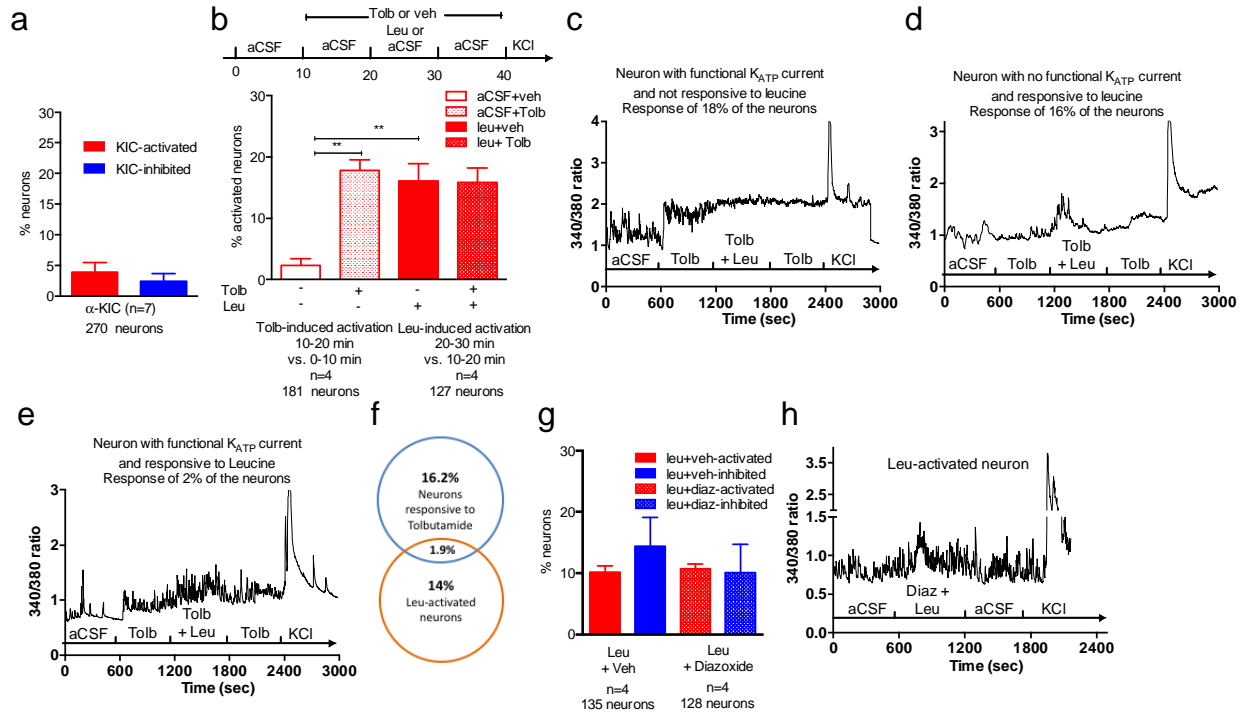 a
% neurons
30
20
10
0
KIC-activated
KIC-inhibited
α-KIC (n=7)
270 neurons
b
Tolb or veh
Leu or
aCSF aCSF aCSF aCSF KCl
0 10 20 30 40
% activated neurons
30
20
10
0
aCSF+veh
aCSF+Tolb
leu+veh
leu+ Tolb
**
**
Tolb - + - +
Leu - - + +
Tolb-induced activation
10-20 min
vs. 0-10 min
n=4
181 neurons
Leu-induced activation
20-30 min
vs 10-20 min
n=4
127 neurons
c
Neuron with functional KATP current
and not responsive to leucine
Response of 18% of the neurons
340/380 ratio
4
3
2
1
Tolb
aCSF Tolb + Leu Tolb KCl
0 600 1200 1800 2400 3000
Time (sec)
d
Neuron with no functional KATP current
and responsive to leucine
Response of 16% of the neurons
340/380 ratio
3
2
1
Tolb
aCSF Tolb + Leu Tolb KCl
0 600 1200 1800 2400 3000
Time (sec)
e
Neuron with functional KATP current
and responsive to Leucine
Response of 2% of the neurons
340/380 ratio
3
2
1
0
Tolb
aCSF Tolb + Leu Tolb KCl
0 600 1200 1800 2400 3000
Time (sec)
f
16.2%
Neurons
responsive to
Tolbutamide
1.9%
14%
Leu-activated
neurons
g
% neurons
30
20
10
0
leu+veh-activated
leu+veh-inhibited
leu+diaz-activated
leu+diaz-inhibited
Leu
+ Veh
n=4
135 neurons
Leu
+ Diazoxide
n=4
128 neurons
h
Leu-activated neuron
340/380 ratio
3.5
2.5
1.5
1.0
0.5
0.0
Diaz +
aCSF Leu aCSF KCl
0 600 1200 1800 2400
Time (sec)